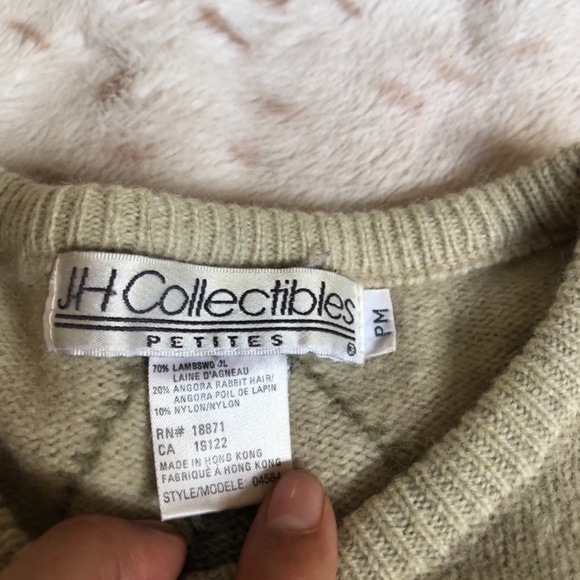 JH Collectibles
PETITES ®
PM
70% LAMBSWOOL
LAINE D'AGNEAU
20% ANGORA RABBIT HAIR/
ANGORA POIL DE LAPIN
10% NYLON/NYLON
RN# 18871
CA 19122
MADE IN HONG KONG
FABRIQUÉ À HONG KONG
STYLE/MODELE 04584